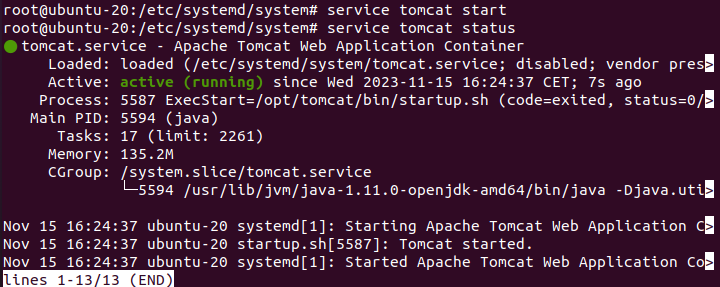 root@ubuntu-20:/etc/systemd/system# service tomcat start
root@ubuntu-20:/etc/systemd/system# service tomcat status
● tomcat.service - Apache Tomcat Web Application Container
Loaded: loaded (/etc/systemd/system/tomcat.service; disabled; vendor pres>
Active: active (running) since Wed 2023-11-15 16:24:37 CET; 7s ago
Process: 5587 ExecStart=/opt/tomcat/bin/startup.sh (code=exited, status=0/>
Main PID: 5594 (java)
Tasks: 17 (limit: 2261)
Memory: 135.2M
CGroup: /system.slice/tomcat.service
└─5594 /usr/lib/jvm/java-1.11.0-openjdk-amd64/bin/java -Djava.uti>
Nov 15 16:24:37 ubuntu-20 systemd[1]: Starting Apache Tomcat Web Application C>
Nov 15 16:24:37 ubuntu-20 startup.sh[5587]: Tomcat started.
Nov 15 16:24:37 ubuntu-20 systemd[1]: Started Apache Tomcat Web Application Co>
lines 1-13/13 (END)